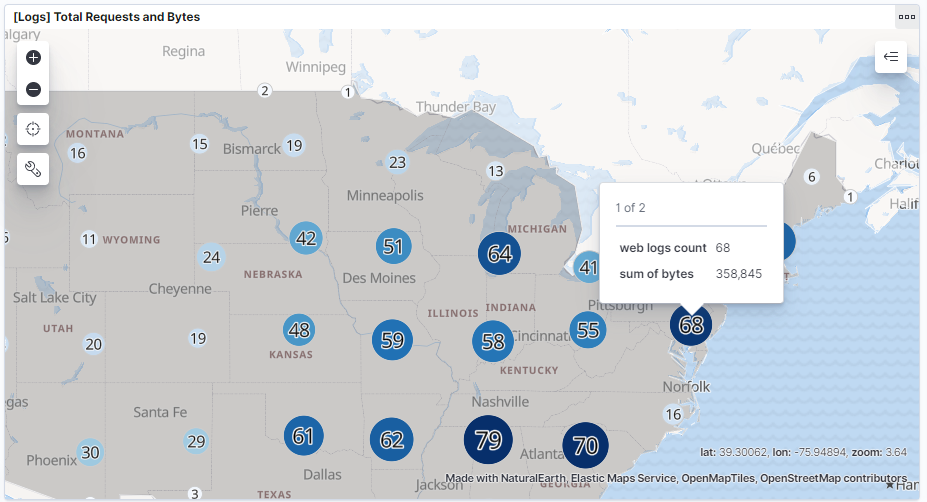 [Logs] Total Requests and Bytes
algary
Regina
Winnipeg
2
1
Thunder Bay
MONTANA
16
15
Bismarck
19
23
13
Québec
Minneapolis
6
Charlot
1
Halif
Pierre
1 of 2
web logs count 68
sum of bytes 358,845
11
WYOMING
42
51
64
MICHIGAN
24
41
NEBRASKA
Des Moines
Cheyenne
Salt Lake City
Pittsburgh
ILLINOIS
INDIANA
UTAH
20
19
48
59
58
Cincinnati
55
68
KANSAS
KENTUCKY
Norfolk
gas
Santa Fe
Nashville
16
29
61
62
79
70
30
Phoenix
Dallas
Atlanta
lat: 39.30062, lon: -75.94894, zoom: 3.64
3
TEXAS
Jackson
GEORGIA
Made with NaturalEarth, Elastic Maps Service, OpenMapTiles, OpenStreetMap contributors
Ham